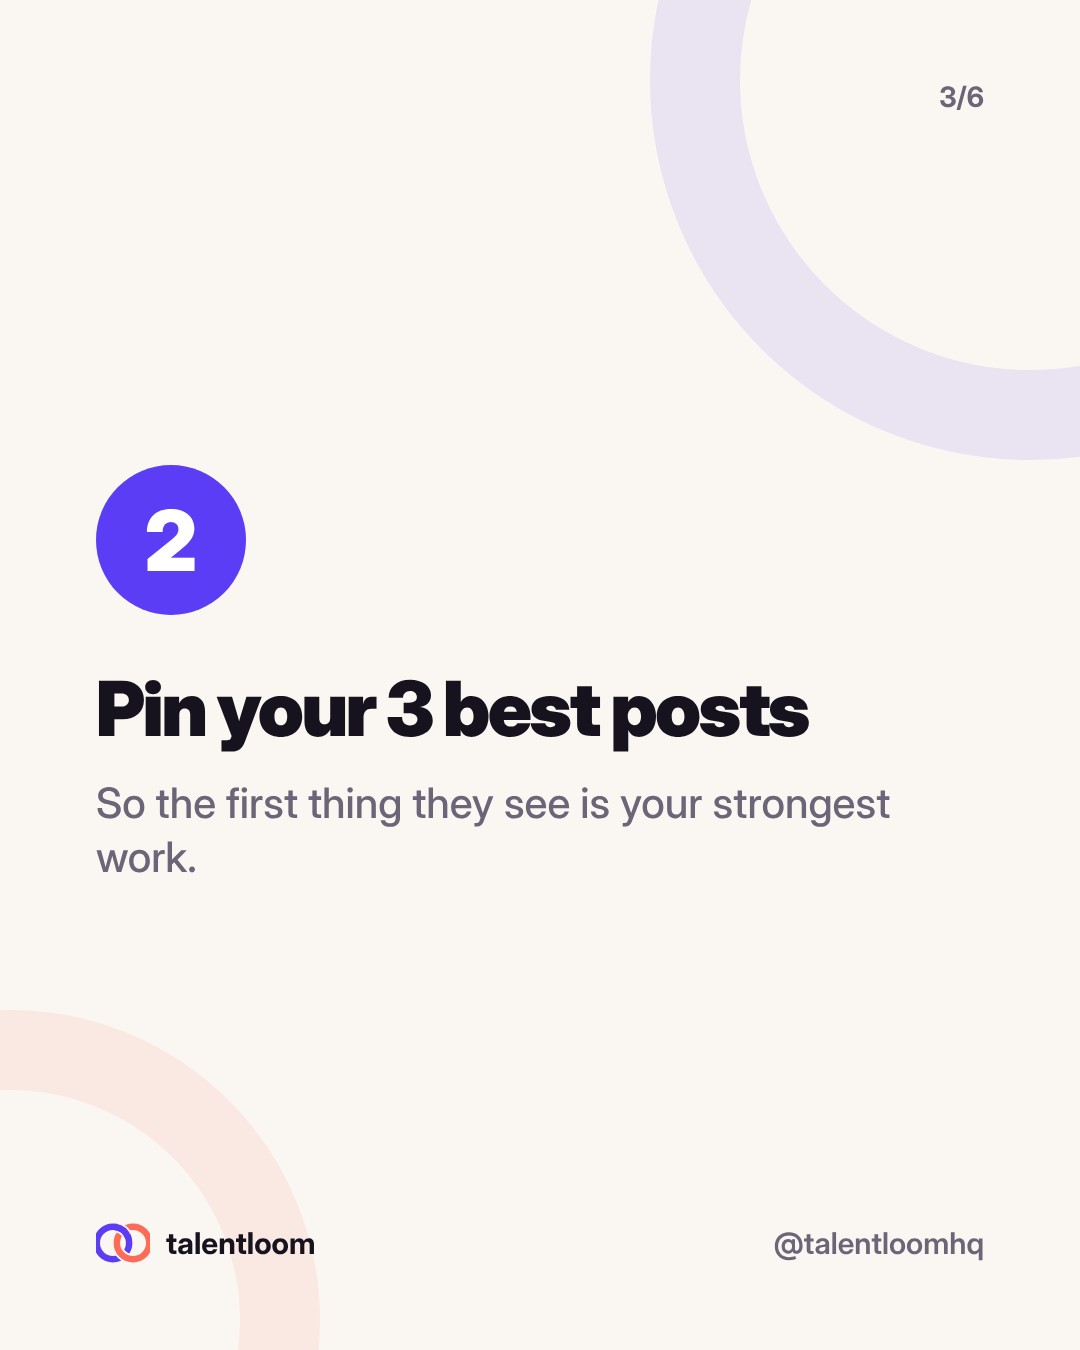 3/6
2
Pin your 3 best posts
So the first thing they see is your strongest
work.
talentloom
@talentloomhq